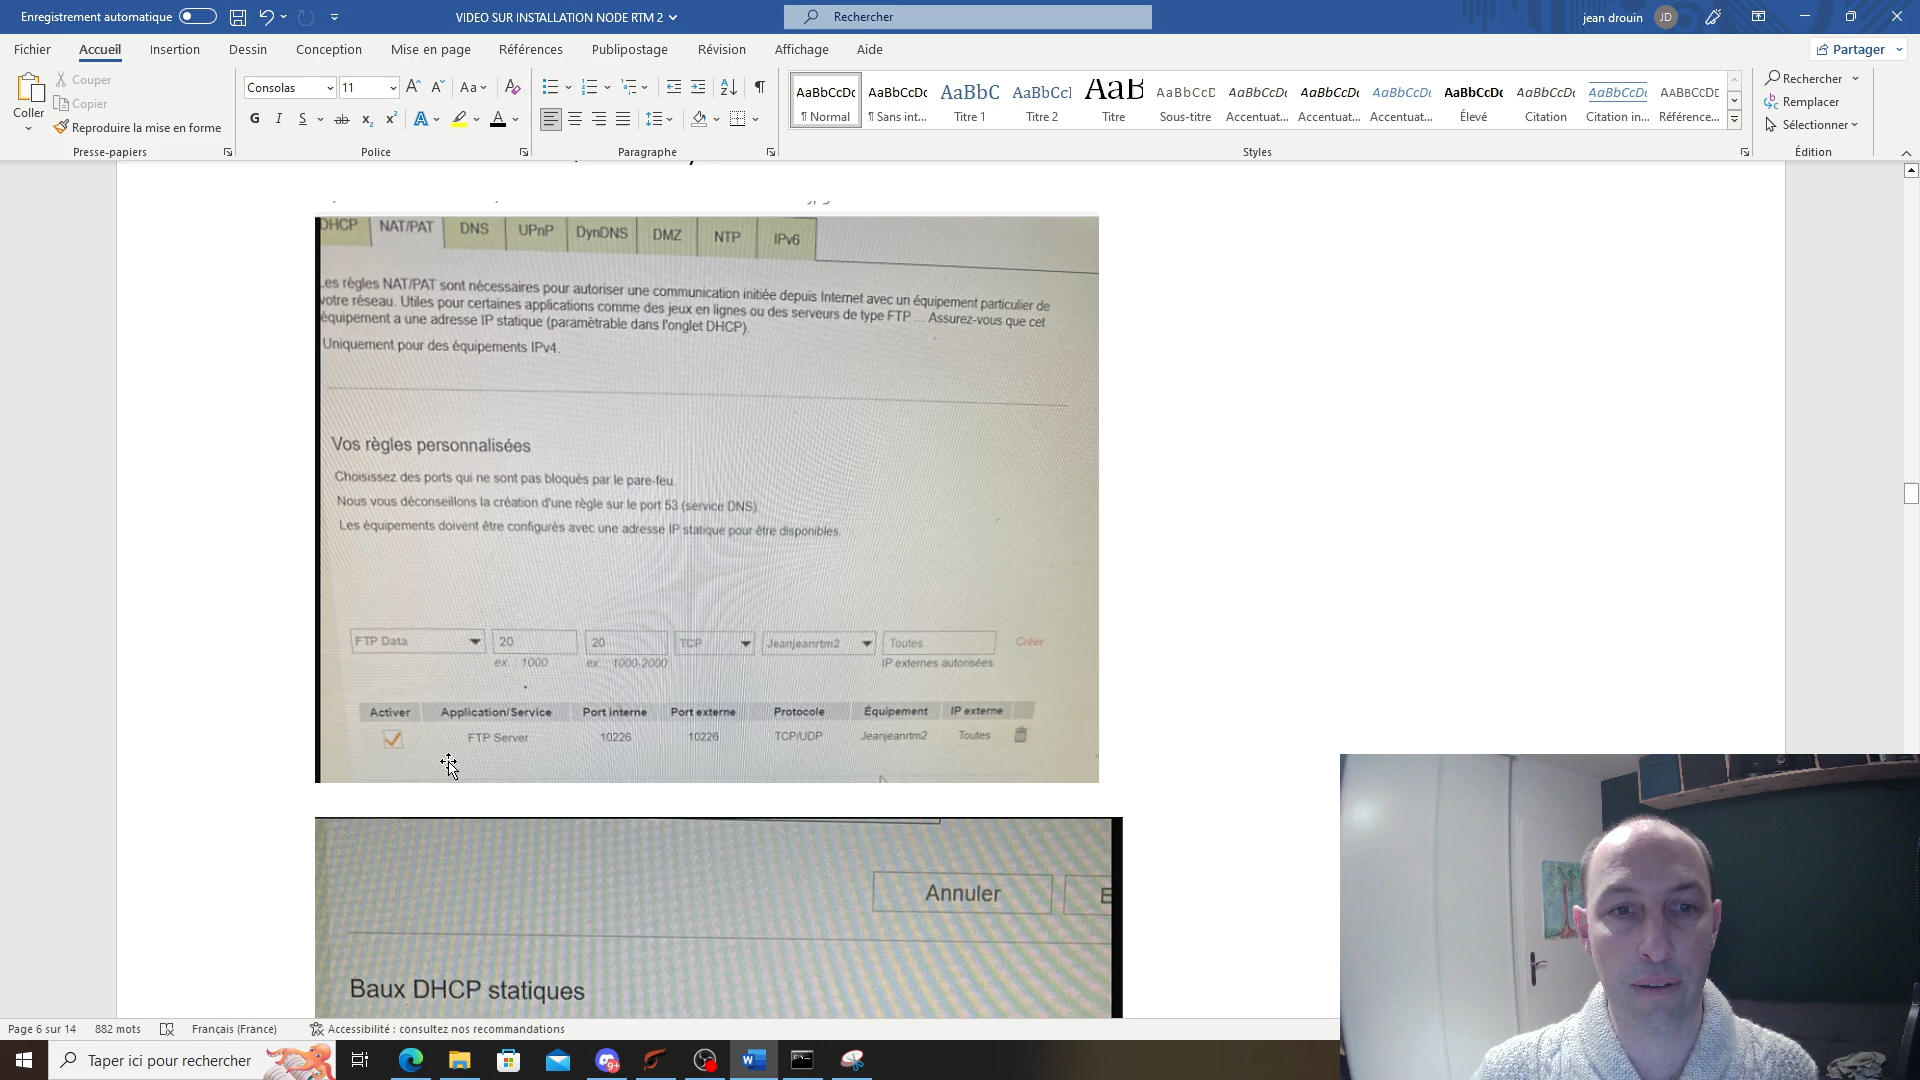 Enregistrement automatique
VIDEO SUR INSTALLATION NODE RTM 2
Rechercher
jean drouin
JD
Fichier
Accueil
Insertion
Dessin
Conception
Mise en page
Références
Publipostage
Révision
Affichage
Aide
Partager
Coller
Couper
Copier
Reproduire la mise en forme
Presse-papiers
Consolas
11
Aa
G I S ab x₂ x² A A
Police
Paragraphe
AaBbCcDc
¶ Normal
AaBbCcDc
¶ Sans int...
AaBbC
Titre 1
AaBbCcI
Titre 2
AaB
Titre
AaBbCcD
Sous-titre
AaBbCcDc
Accentuat...
AaBbCcDc
Accentuat...
AaBbCcDc
Accentuat...
AaBbCcDc
Élevé
AaBbCcDc
Citation
AaBbCcDc
Citation in...
AABBCCDE
Référence...
Styles
Rechercher
Remplacer
Sélectionner
Édition
DHCP NAT/PAT DNS UPnP DynDNS DMZ NTP IPv6
es règles NAT/PAT sont nécessaires pour autoriser une communication initiée depuis Internet avec un équipement particulier de
votre réseau. Utiles pour certaines applications comme des jeux en lignes ou des serveurs de type FTP ... Assurez-vous que cet
équipement a une adresse IP statique (paramètrable dans l'onglet DHCP).
Uniquement pour des équipements IPv4.
Vos règles personnalisées
Choisissez des ports qui ne sont pas bloqués par le pare-feu.
Nous vous déconseillons la création d'une règle sur le port 53 (service DNS).
Les équipements doivent être configurés avec une adresse IP statique pour être disponibles.
FTP Data 20 20 TCP Jeanjeanrtm2 Toutes Créer
ex. : 1000 ex. : 1000-2000 IP externes autorisées
Activer Application/Service Port interne Port externe Protocole Équipement IP externe
FTP Server 10226 10226 TCP/UDP Jeanjeanrtm2 Toutes
Annuler E
Baux DHCP statiques
Page 6 sur 14
882 mots
Français (France)
Accessibilité : consultez nos recommandations
Taper ici pour rechercher
9+